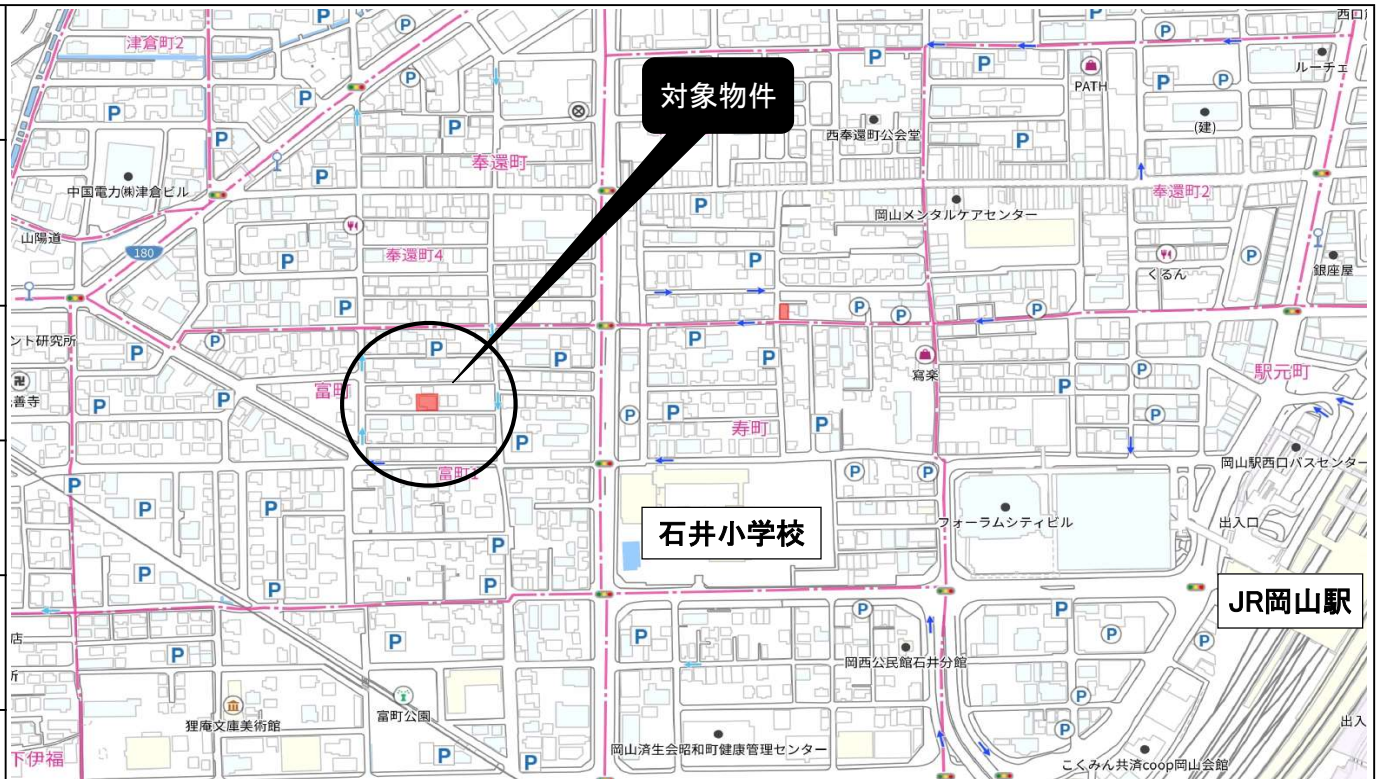 西口
津倉町2
P
P
P
P
ルーチェ
対象物件
P
P
P
PATH
P
P
P
P
(建)
P
西奉還町公会堂
P
P
奉還町
中国電力㈱津倉ビル
P
奉還町2
P
岡山メンタルケアセンター
山陽道
180
奉還町4
P
P
P
銀座屋
くるん
P
P
P
P
P
ント研究所
P
P
P
P
P
寫楽
駅元町
P
P
善寺
富町
P
P
P
P
P
寿町
P
P
P
岡山駅西口バスセンター
富町1
P
P
P
P
P
フォーラムシティビル
出入口
石井小学校
P
P
P
P
JR岡山駅
店
P
P
P
P
P
P
P
所
岡西公民館石井分館
P
狸庵文庫美術館
富町公園
出入
P
岡山済生会昭和町健康管理センター
下伊福
P
P
こくみん共済coop岡山会館